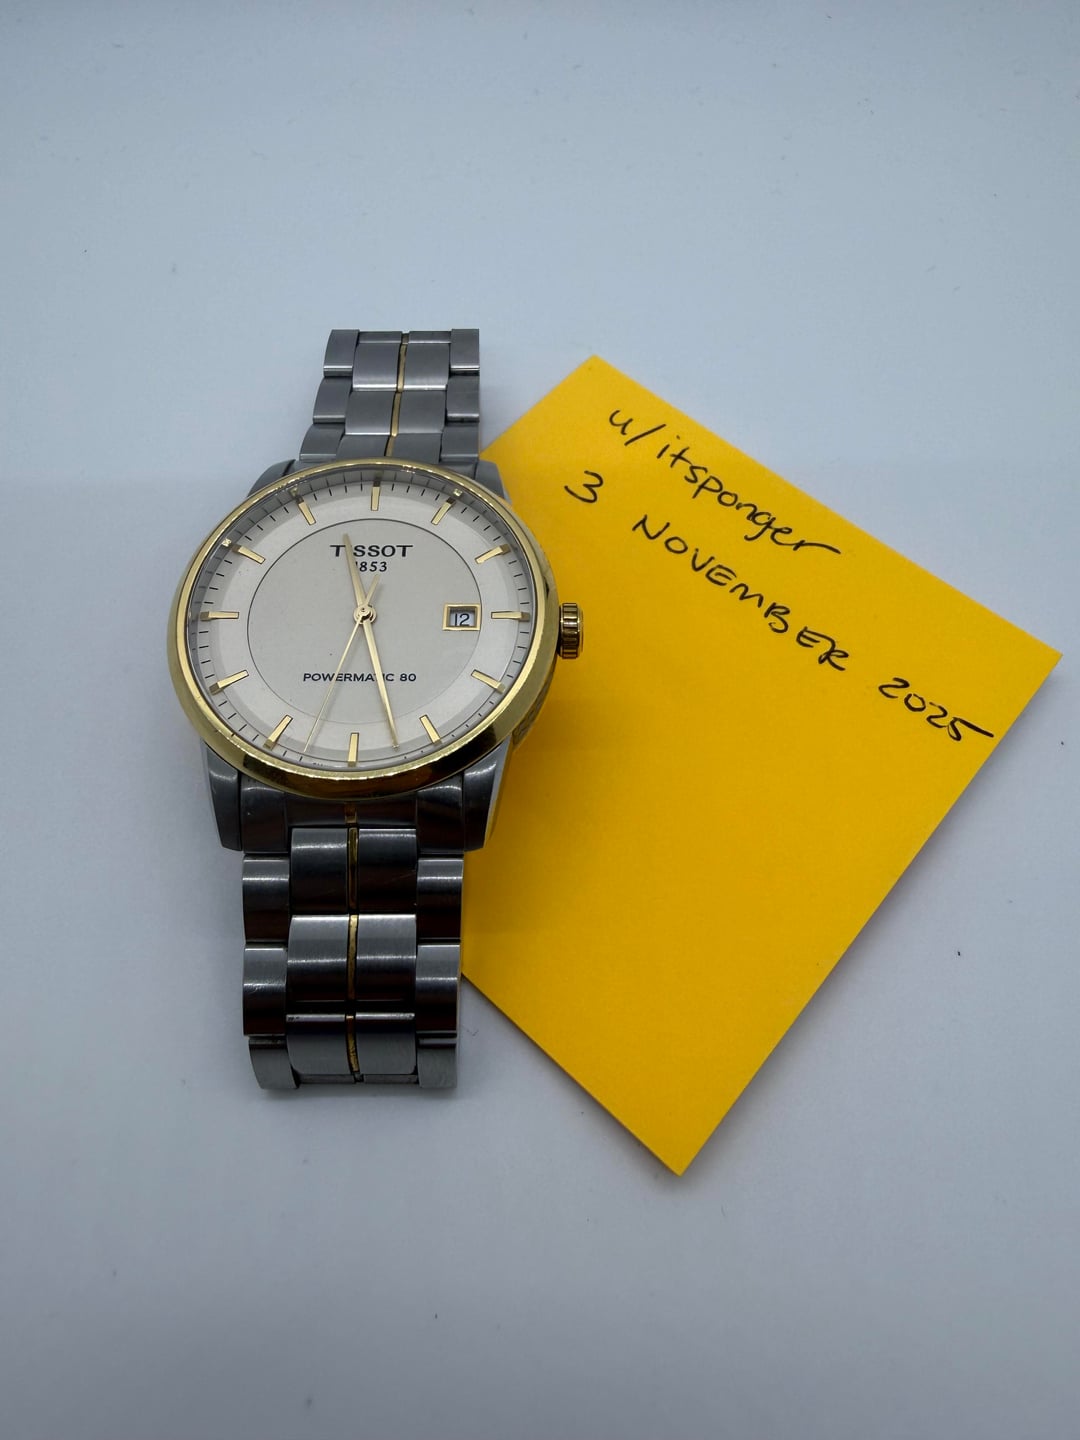 TISSOT
1853
12
POWERMATIC 80
u/itsponger
3 NOVEMBER 2025